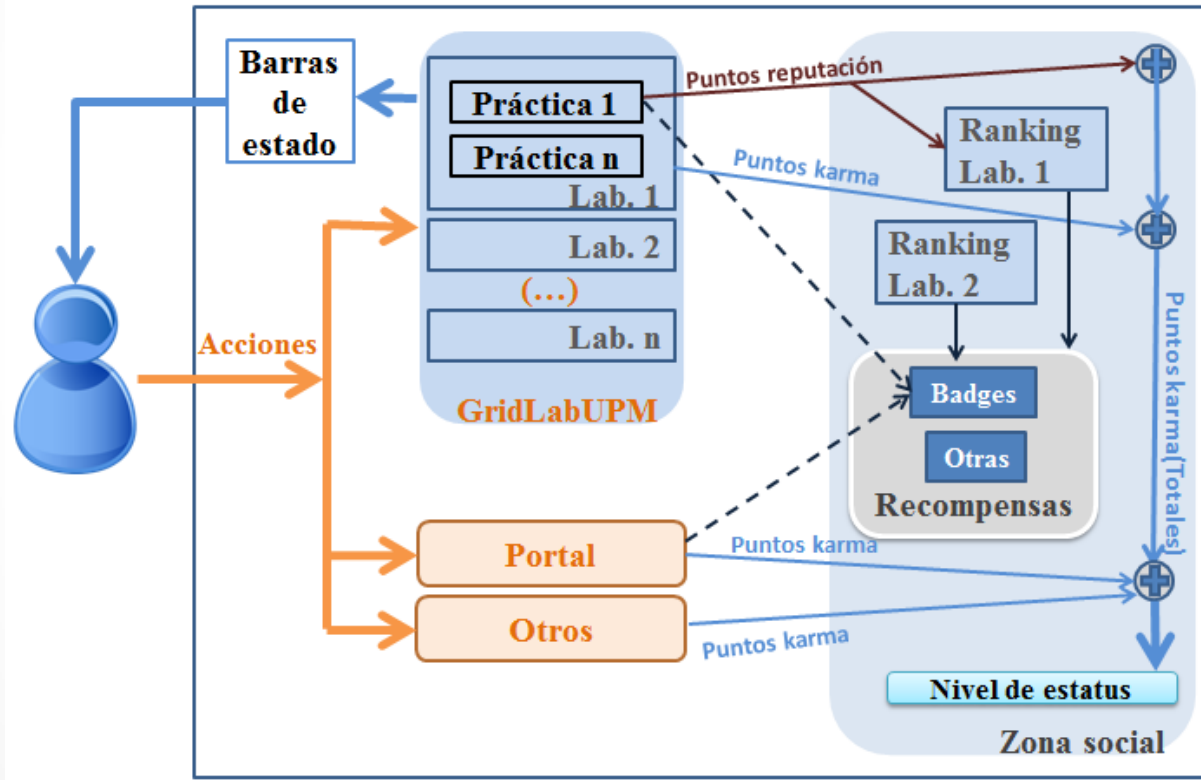 Barras
de
estado
Práctica 1
Práctica n
Lab. 1
Lab. 2
(...)
Lab. n
GridLabUPM
Acciones
Portal
Otros
Puntos reputación
Puntos karma
Ranking
Lab. 1
Ranking
Lab. 2
Badges
Otras
Recompensas
Puntos karma(Totales)
Puntos karma
Puntos karma
Nivel de estatus
Zona social